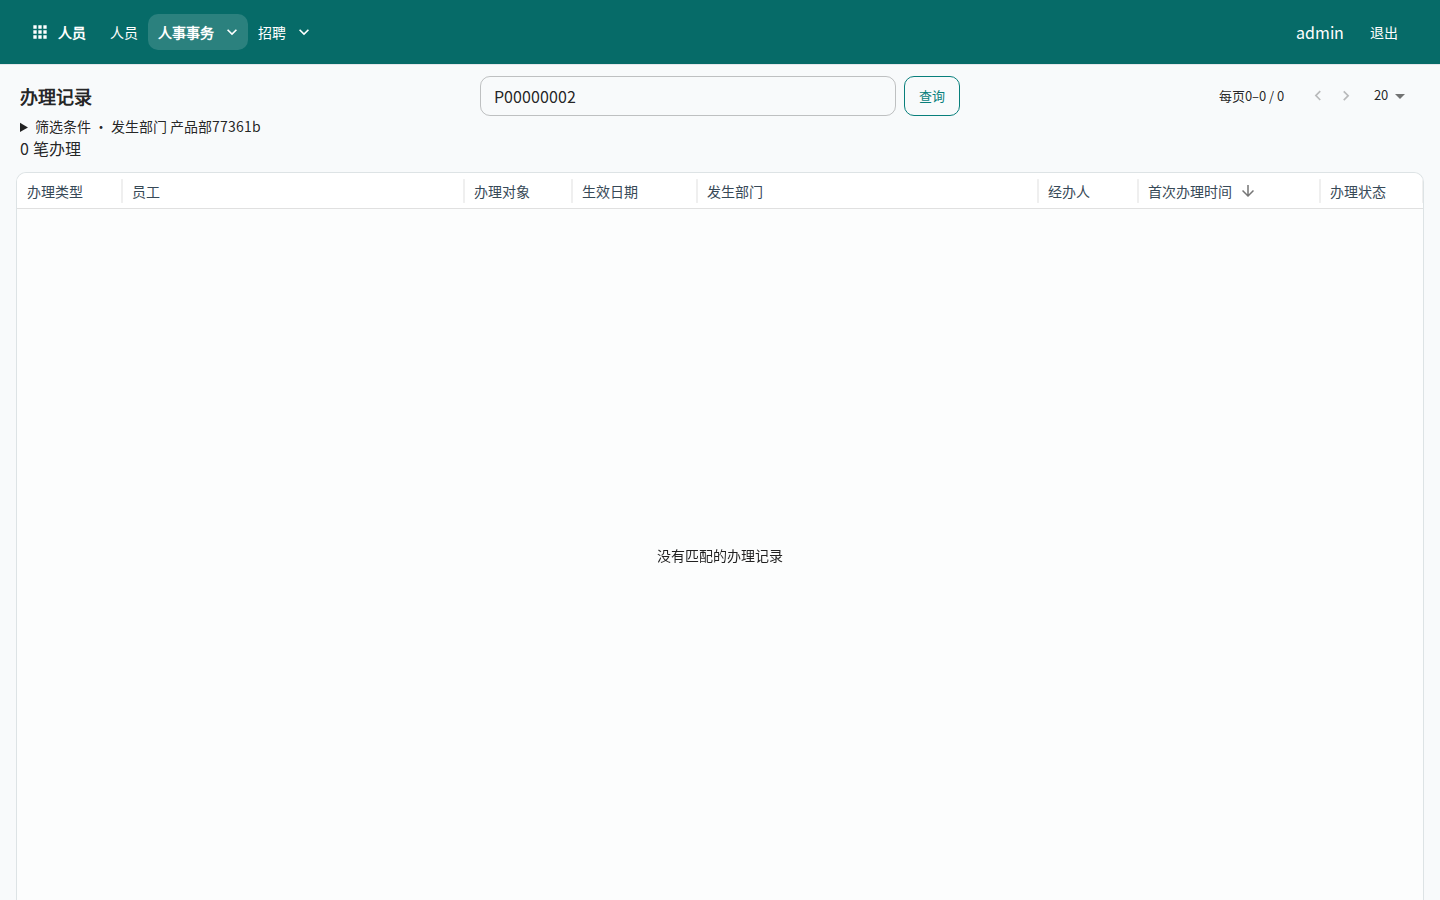 人员 人员 人事事务 招聘 admin 退出
办理记录 P00000002 查询 每页0–0 / 0 20
筛选条件 · 发生部门 产品部77361b
0 笔办理
办理类型 员工 办理对象 生效日期 发生部门 经办人 首次办理时间 办理状态
没有匹配的办理记录